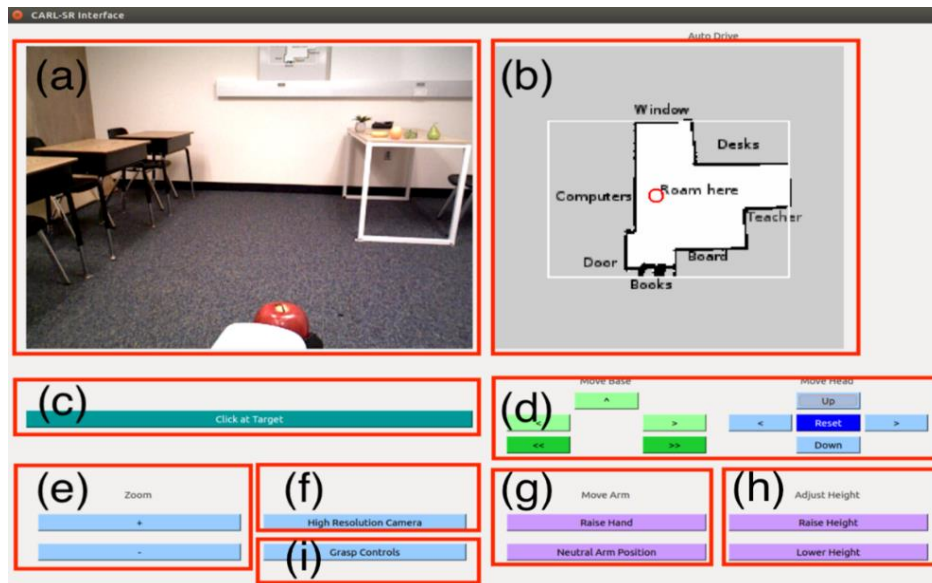 CARL-SR Interface
(a)
Auto Drive
(b)
Window
Desks
Computers
Roam here
Teacher
Door
Board
Books
(c)
Click at Target
(d)
Move Base
Move Head
^
Up
<
>
<
Reset
>
<<
>>
Down
(e)
Zoom
+
-
(f)
High Resolution Camera
(i)
Grasp Controls
(g)
Move Arm
Raise Hand
Neutral Arm Position
(h)
Adjust Height
Raise Height
Lower Height